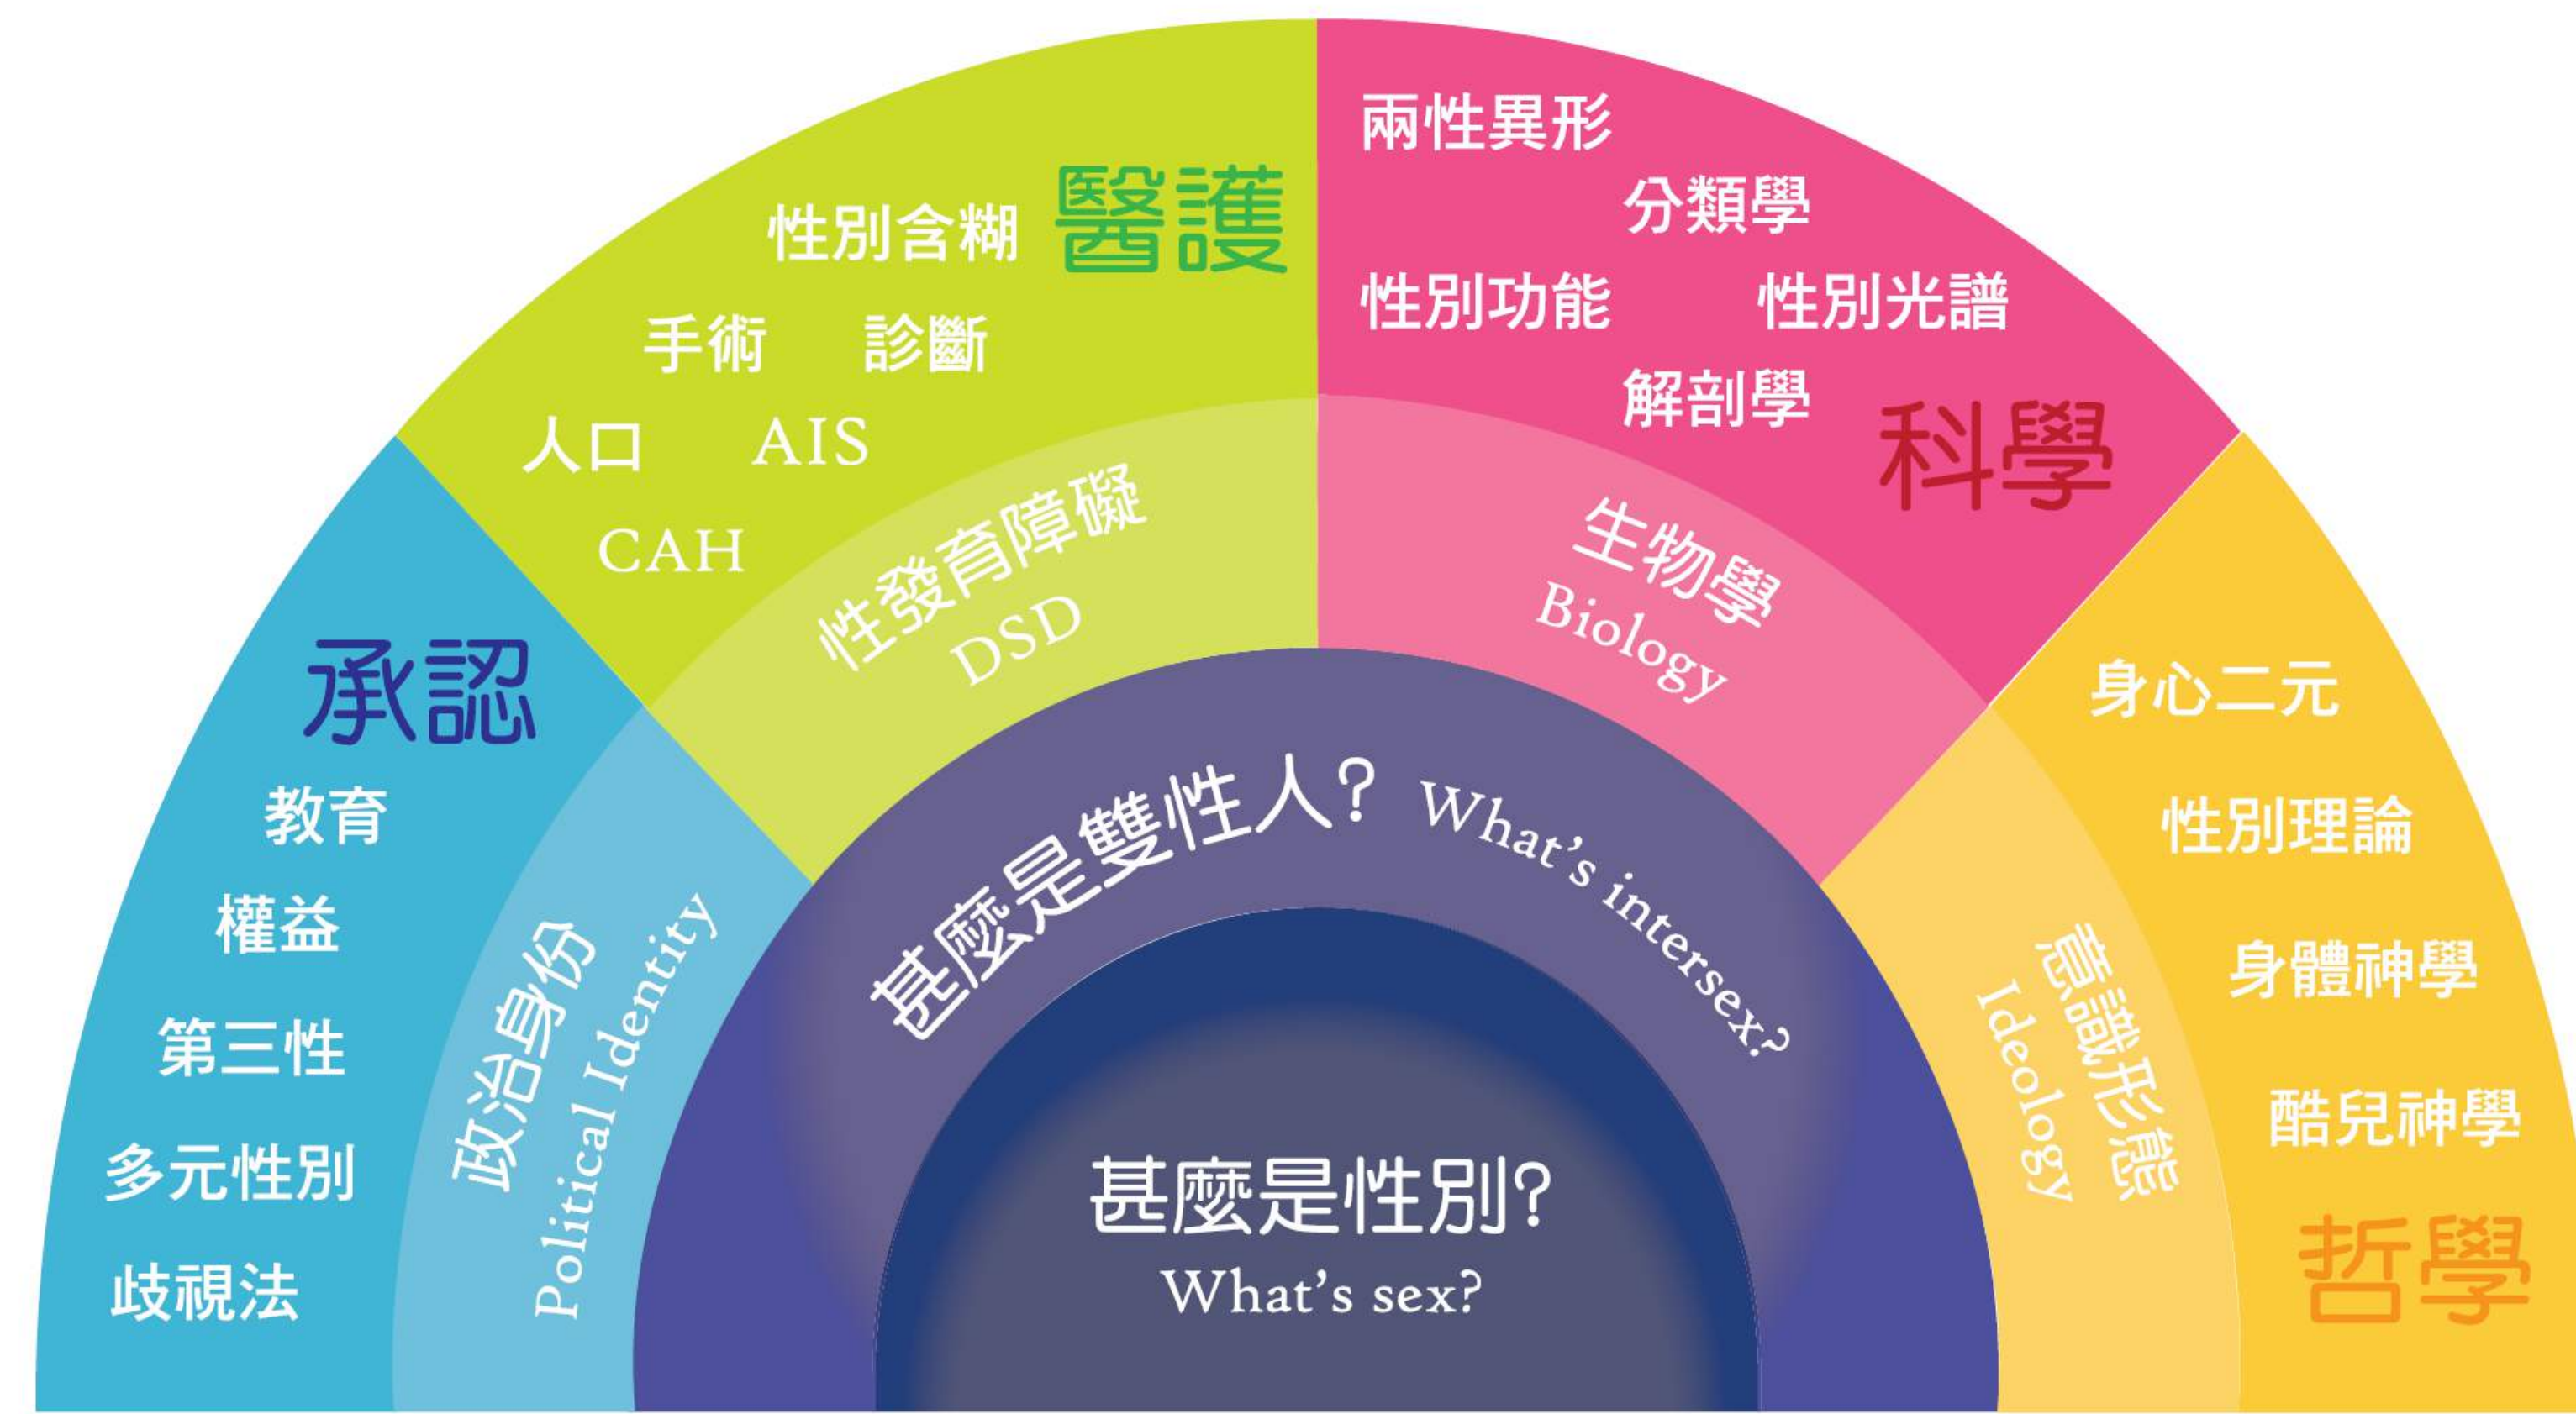 承認
教育
權益
第三性
多元性別
歧視法
政治身份
Political Identity
醫護
性別含糊
手術
診斷
人口
AIS
CAH
性發育障礙
DSD
兩性異形
分類學
性別功能
性別光譜
解剖學
科學
生物學
Biology
身心二元
性別理論
身體神學
酷兒神學
哲學
意識形態
Ideology
甚麼是雙性人? What's intersex?
甚麼是性別?
What's sex?